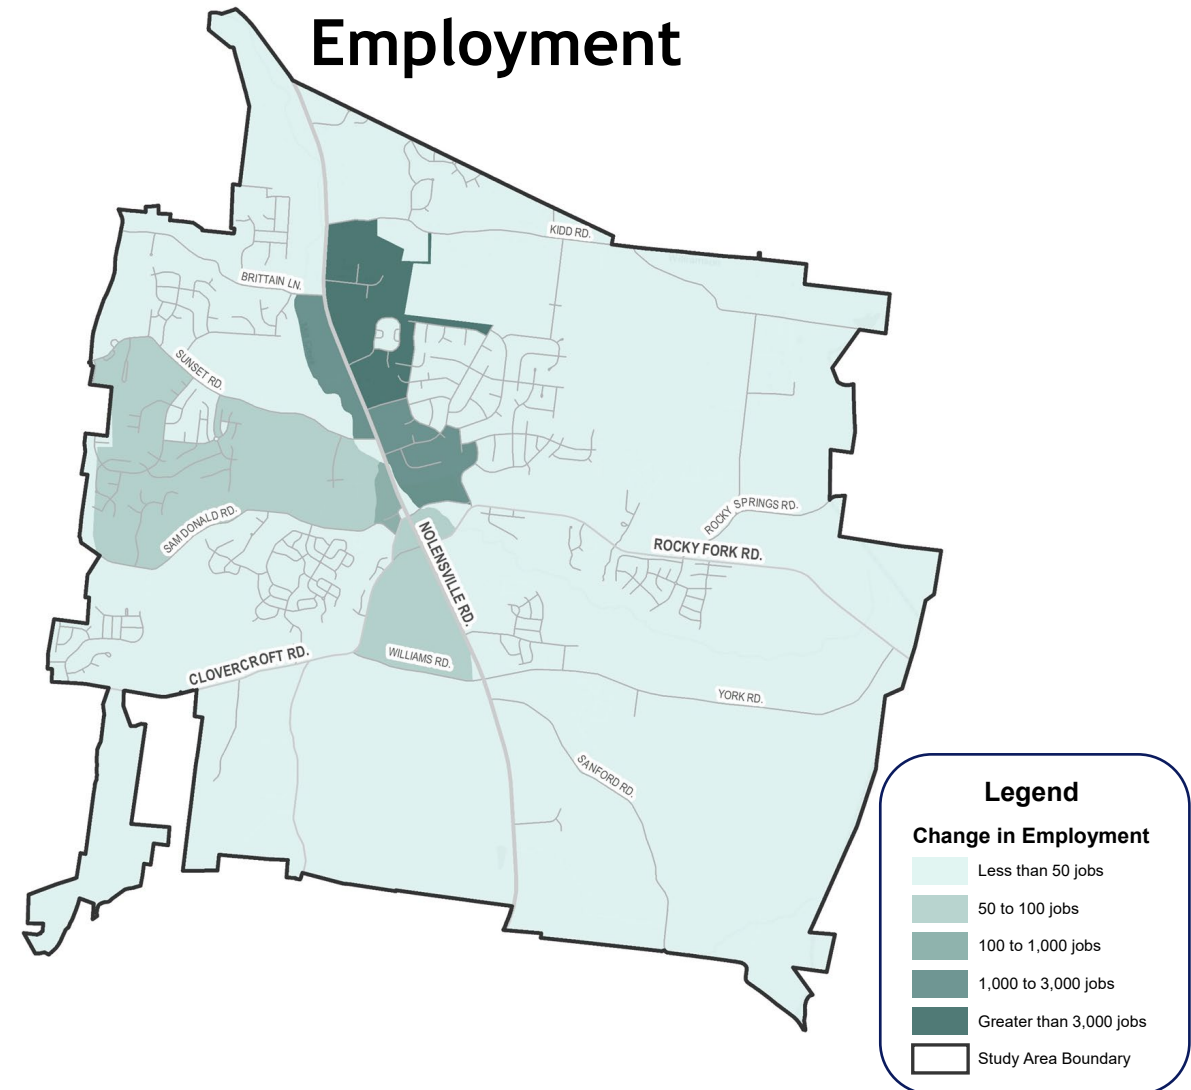 Employment
KIDD RD.
BRITTAIN LN.
SUNSET RD.
SAM DONALD RD.
ROCKY SPRINGS RD.
NOLENSVILLE RD.
ROCKY FORK RD.
CLOVERCROFT RD.
WILLIAMS RD.
YORK RD.
SANFORD RD.
Legend
Change in Employment
Less than 50 jobs
50 to 100 jobs
100 to 1,000 jobs
1,000 to 3,000 jobs
Greater than 3,000 jobs
Study Area Boundary